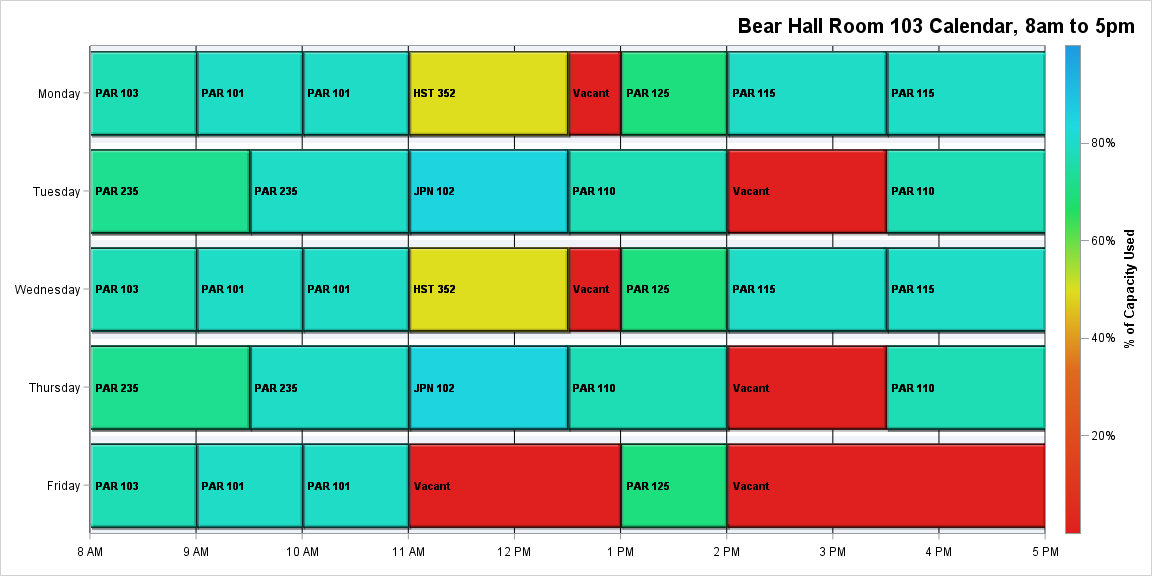 Bear Hall Room 103 Calendar, 8am to 5pm
Monday
PAR 103
PAR 101
PAR 101
HST 352
Vacant
PAR 125
PAR 115
PAR 115
Tuesday
PAR 235
PAR 235
JPN 102
PAR 110
Vacant
PAR 110
Wednesday
PAR 103
PAR 101
PAR 101
HST 352
Vacant
PAR 125
PAR 115
PAR 115
Thursday
PAR 235
PAR 235
JPN 102
PAR 110
Vacant
PAR 110
Friday
PAR 103
PAR 101
PAR 101
Vacant
PAR 125
Vacant
8 AM
9 AM
10 AM
11 AM
12 PM
1 PM
2 PM
3 PM
4 PM
5 PM
80%
60%
40%
20%
% of Capacity Used